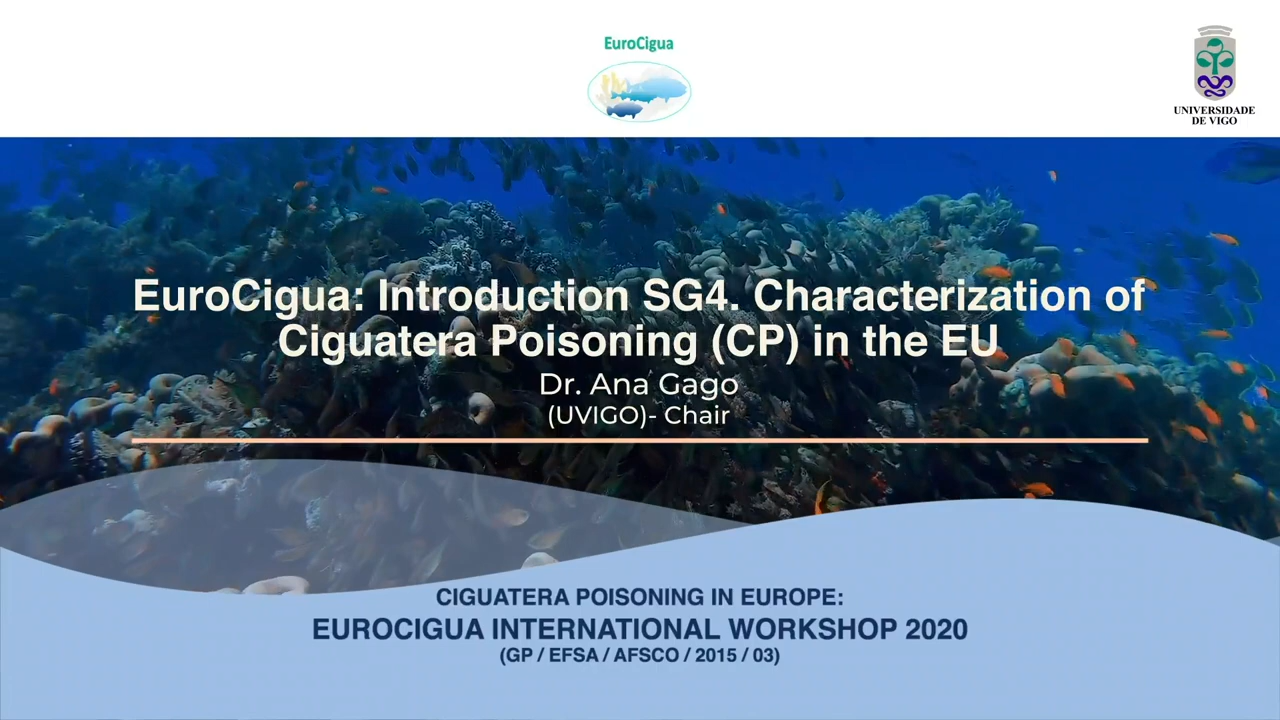 EuroCigua
UNIVERSIDADE
DE VIGO
EuroCigua: Introduction SG4. Characterization of
Ciguatera Poisoning (CP) in the EU
Dr. Ana Gago
(UVIGO)- Chair
CIGUATERA POISONING IN EUROPE:
EUROCIGUA INTERNATIONAL WORKSHOP 2020
(GP / EFSA / AFSCO / 2015 / 03)